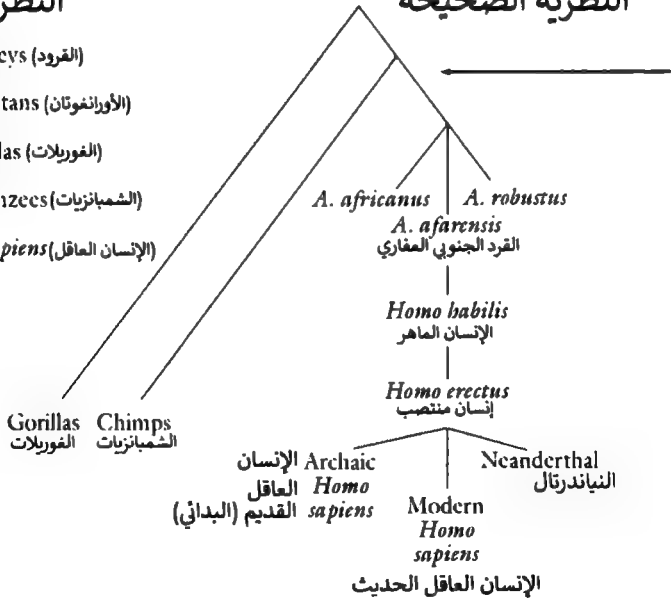 النظرية الصحيحة
(القرود)
(الأورانغوتان)
(الغوريلات)
(الشمبانزيات)
(الإنسان العاقل)
A. africanus
A. robustus
A. afarensis
القرد الجنوبي العفاري
Homo habilis
الإنسان الماهر
Homo erectus
إنسان منتصب
Gorillas
الغوريلات
Chimps
الشمبانزيات
Archaic
Homo
sapiens
الإنسان
العاقل
القديم (البدائي)
Neanderthal
النياندرتال
Modern
Homo
sapiens
الإنسان العاقل الحديث